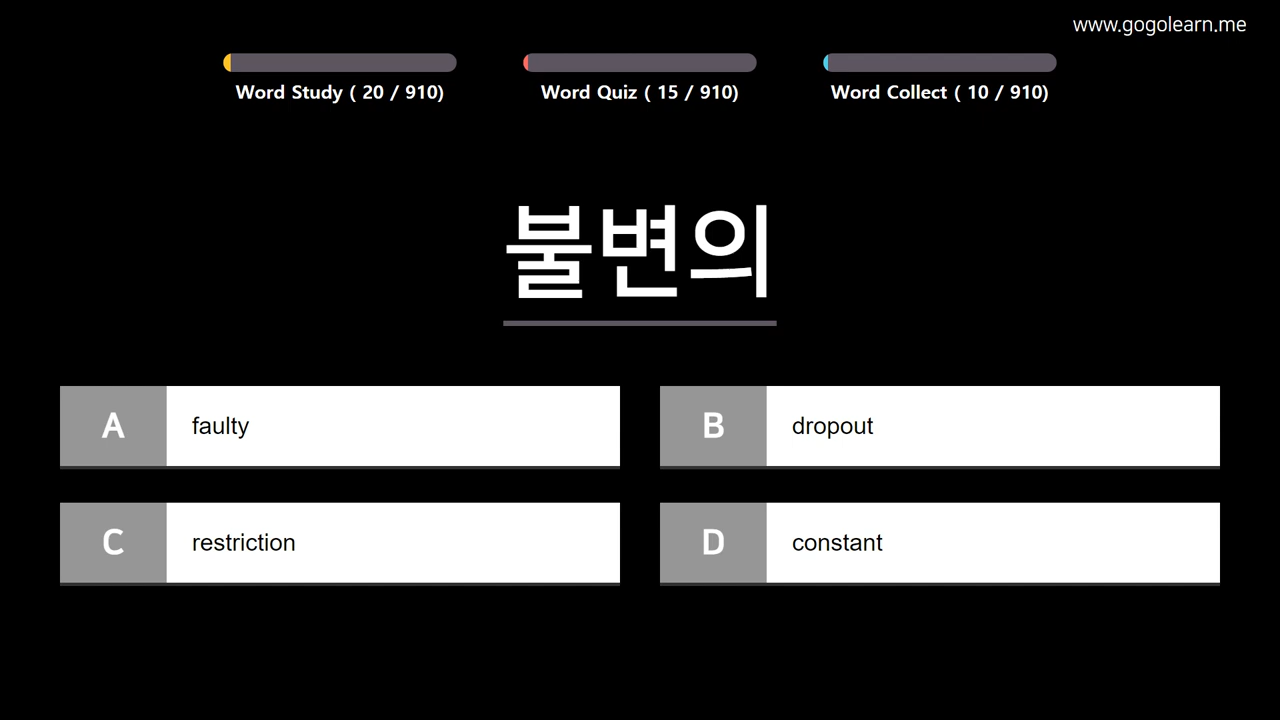 www.gogolearn.me
Word Study ( 20 / 910)
Word Quiz ( 15 / 910)
Word Collect ( 10 / 910)
불변의
A faulty
B dropout
C restriction
D constant